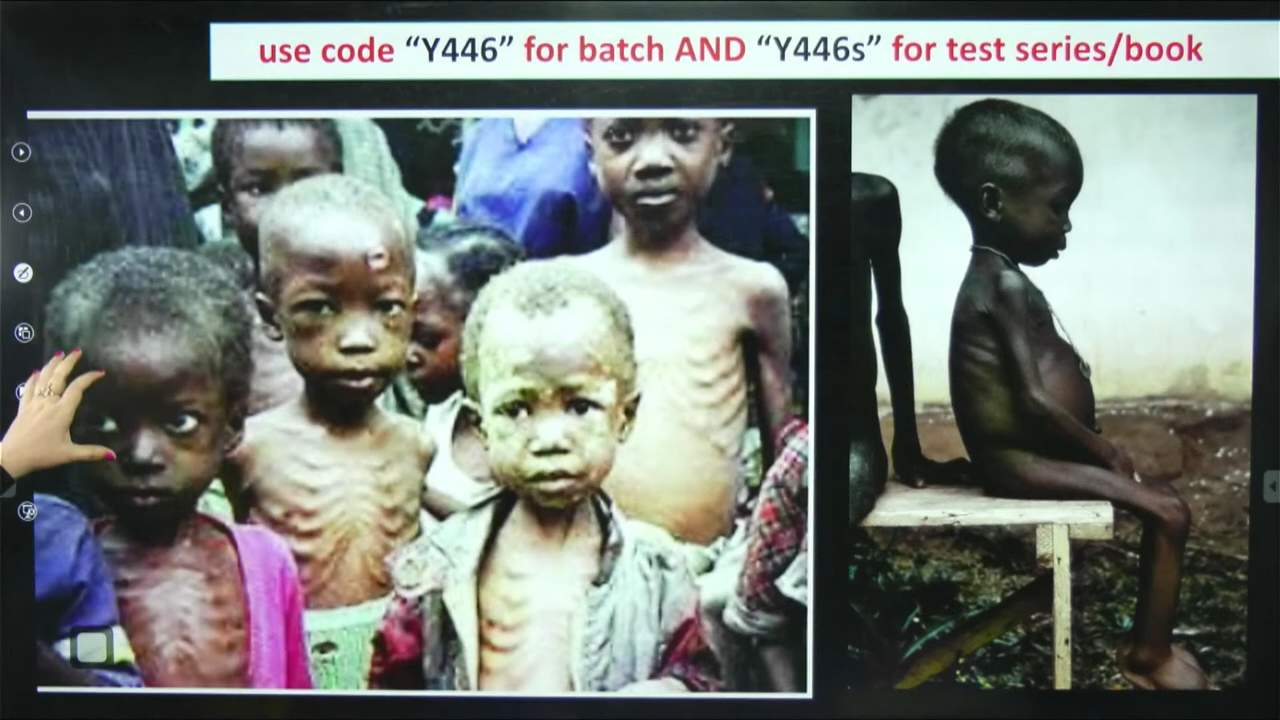 use code “Y446” for batch AND “Y446s” for test series/book